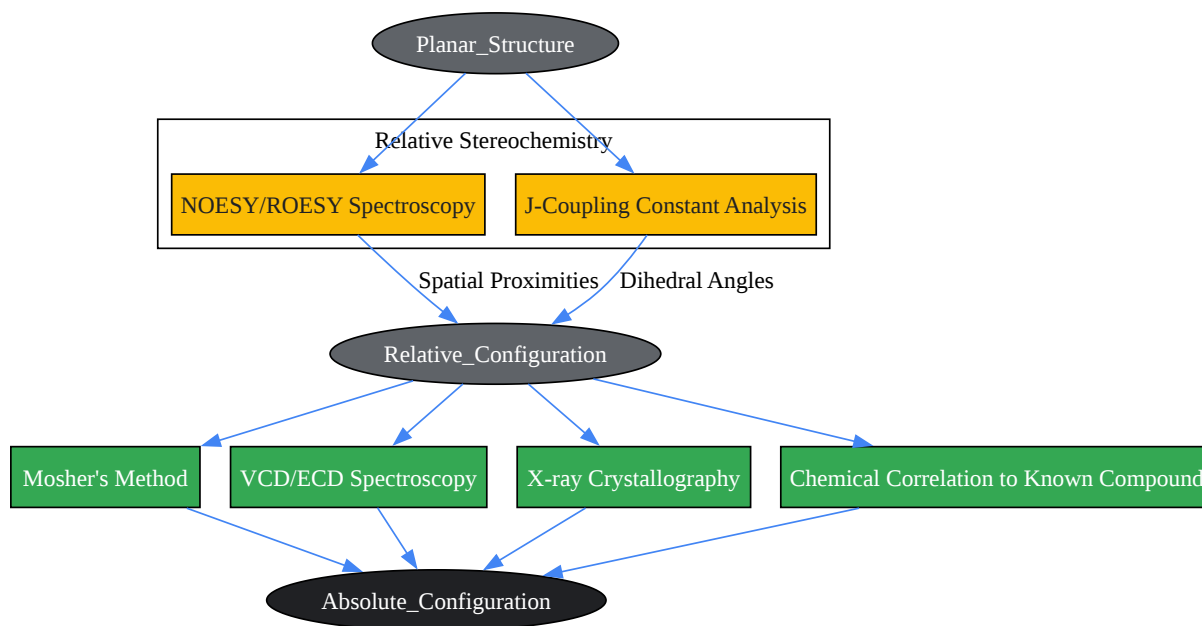 Planar_Structure
Relative Stereochemistry
NOESY/ROESY Spectroscopy
J-Coupling Constant Analysis
Spatial Proximities
Dihedral Angles
Relative_Configuration
Mosher's Method
VCD/ECD Spectroscopy
X-ray Crystallography
Chemical Correlation to Known Compound
Absolute_Configuration